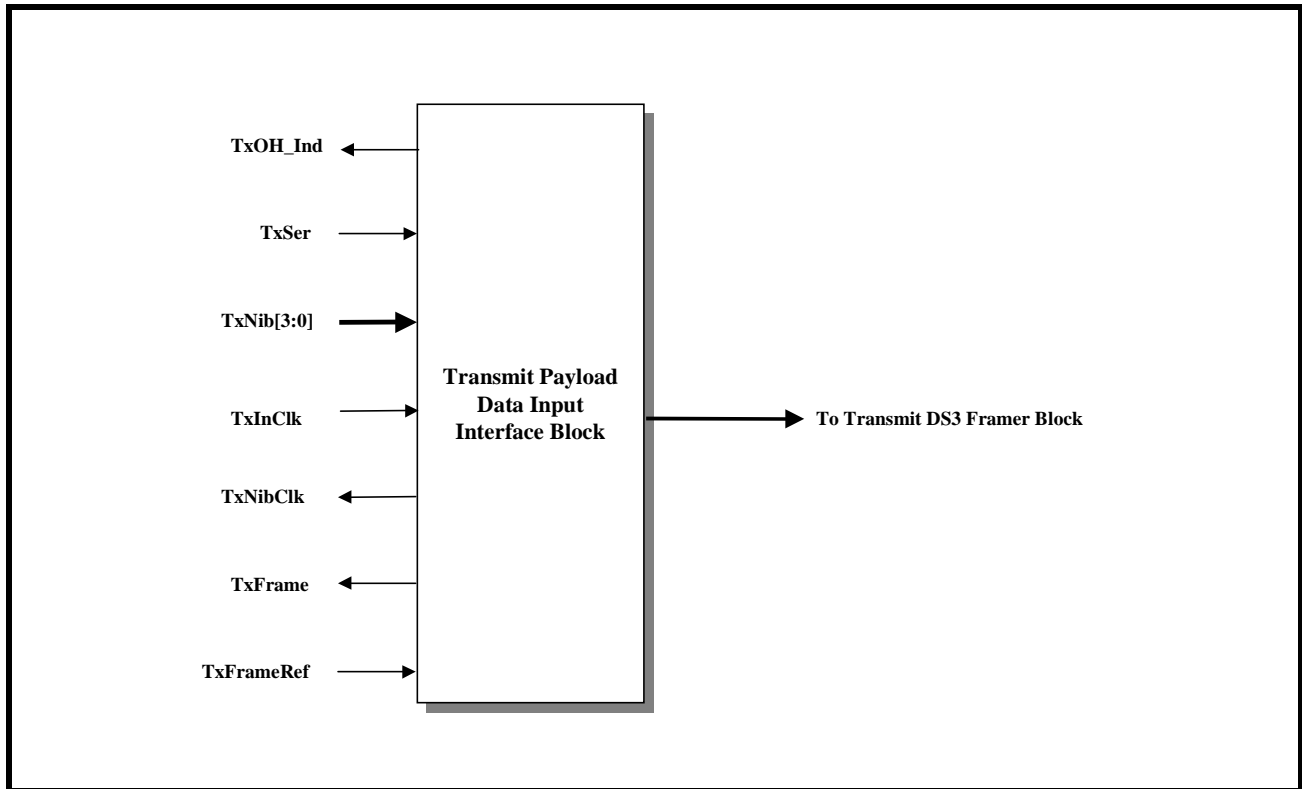 TxOH_Ind
TxSer
TxNib[3:0]
TxInClk
TxNibClk
TxFrame
TxFrameRef
Transmit Payload
Data Input
Interface Block
To Transmit DS3 Framer Block